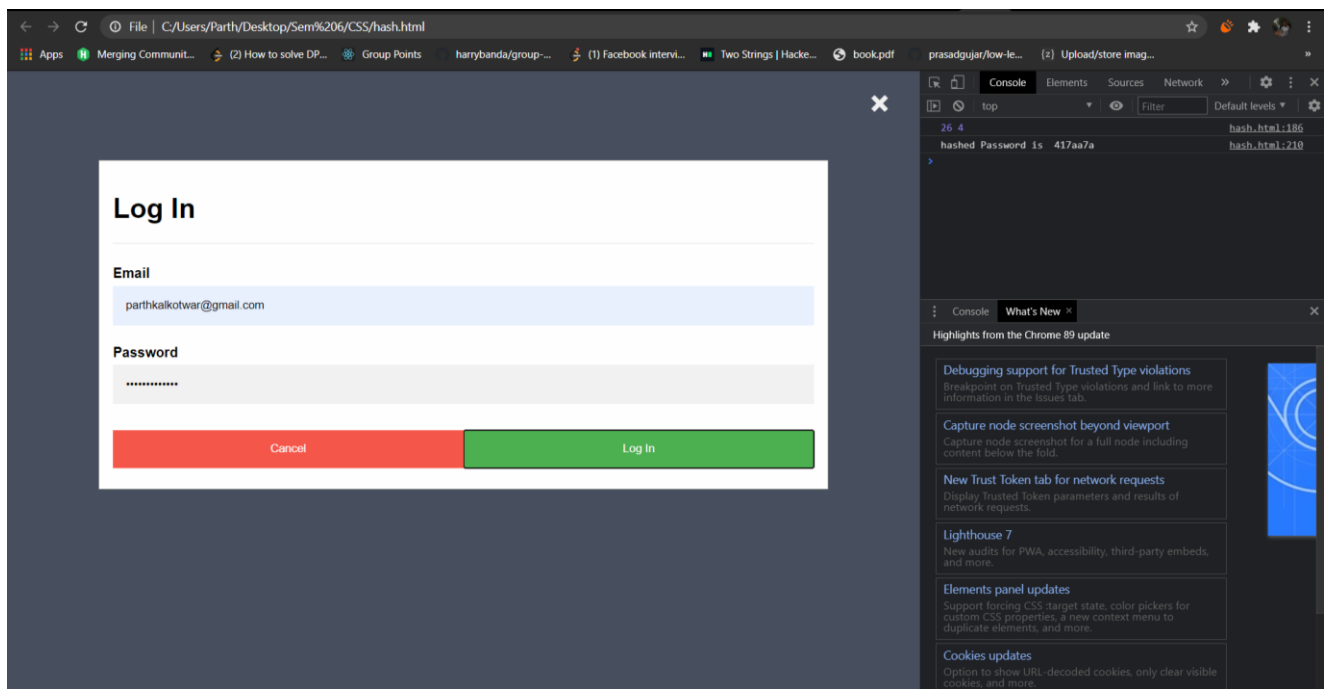 File | C:/Users/Parth/Desktop/Sem%206/CSS/hash.html
Apps Merging Communit... (2) How to solve DP... Group Points harrybanda/group-... (1) Facebook intervi... Two Strings | Hacke... book.pdf prasadgujar/low-le... {z} Upload/store imag... »
Console Elements Sources Network »
top Filter Default levels
26 4 hash.html:186
hashed Password is 417aa7a hash.html:210
Log In
Email
parthkalkotwar@gmail.com
Password
•••••••••••••
Cancel Log In
Console What's New ×
Highlights from the Chrome 89 update
Debugging support for Trusted Type violations
Breakpoint on Trusted Type violations and link to more
information in the Issues tab.
Capture node screenshot beyond viewport
Capture node screenshot for a full node including
content below the fold.
New Trust Token tab for network requests
Display Trusted Token parameters and results of
network requests.
Lighthouse 7
New audits for PWA, accessibility, third-party embeds,
and more.
Elements panel updates
Support forcing CSS :target state, color pickers for
custom CSS properties, a new context menu to
duplicate elements, and more.
Cookies updates
Option to show URL-decoded cookies, only clear visible
cookies, and more.